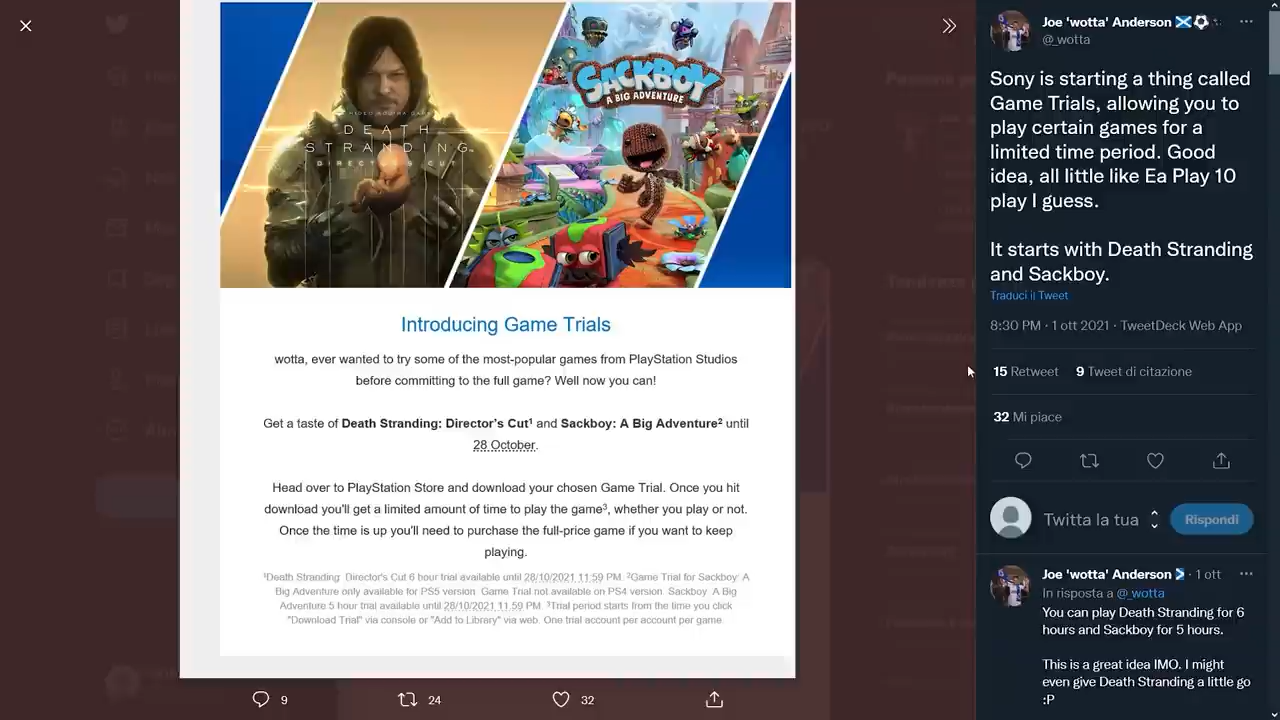 A HIDEO KOJIMA GAME
DEATH
STRANDING
DIRECTOR'S CUT
SACKBOY
A BIG ADVENTURE
Introducing Game Trials
wotta, ever wanted to try some of the most-popular games from PlayStation Studios
before committing to the full game? Well now you can!
Get a taste of Death Stranding: Director's Cut¹ and Sackboy: A Big Adventure² until
28 October.
Head over to PlayStation Store and download your chosen Game Trial. Once you hit
download you'll get a limited amount of time to play the game³, whether you play or not.
Once the time is up you'll need to purchase the full-price game if you want to keep
playing.
¹Death Stranding: Director's Cut 6 hour trial available until 28/10/2021 11:59 PM. ²Game Trial for Sackboy: A
Big Adventure only available for PS5 version. Game Trial not available on PS4 version. Sackboy: A Big
Adventure 5 hour trial available until 28/10/2021 11:59 PM. ³Trial period starts from the time you click
"Download Trial" via console or "Add to Library" via web. One trial account per account per game.
9
24
32
Joe 'wotta' Anderson
@_wotta
Sony is starting a thing called
Game Trials, allowing you to
play certain games for a
limited time period. Good
idea, all little like Ea Play 10
play I guess.
It starts with Death Stranding
and Sackboy.
Traduci il Tweet
8:30 PM · 1 ott 2021 · TweetDeck Web App
15 Retweet 9 Tweet di citazione
32 Mi piace
Twitta la tua
Rispondi
Joe 'wotta' Anderson · 1 ott
In risposta a @_wotta
You can play Death Stranding for 6
hours and Sackboy for 5 hours.
This is a great idea IMO. I might
even give Death Stranding a little go
:P